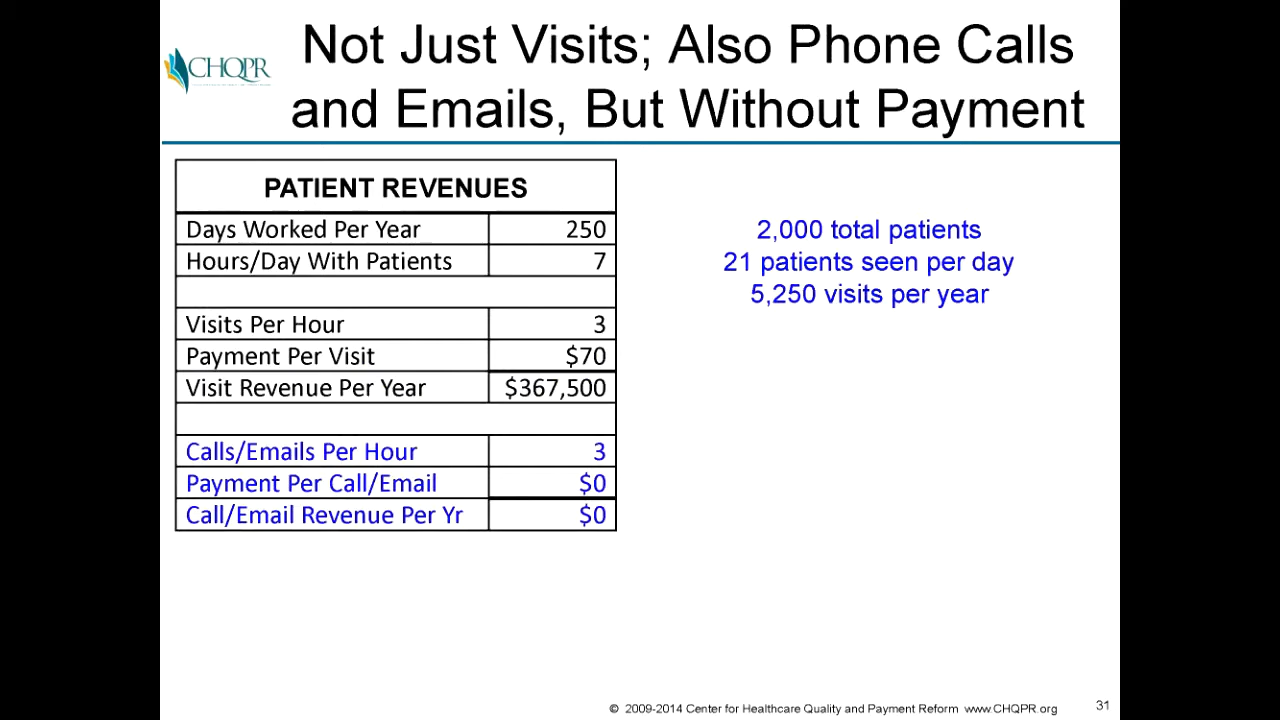 Not Just Visits; Also Phone Calls
and Emails, But Without Payment
CHQPR
PATIENT REVENUES
Days Worked Per Year 250
Hours/Day With Patients 7
Visits Per Hour 3
Payment Per Visit $70
Visit Revenue Per Year $367,500
Calls/Emails Per Hour 3
Payment Per Call/Email $0
Call/Email Revenue Per Yr $0
2,000 total patients
21 patients seen per day
5,250 visits per year
© 2009-2014 Center for Healthcare Quality and Payment Reform www.CHQPR.org
31